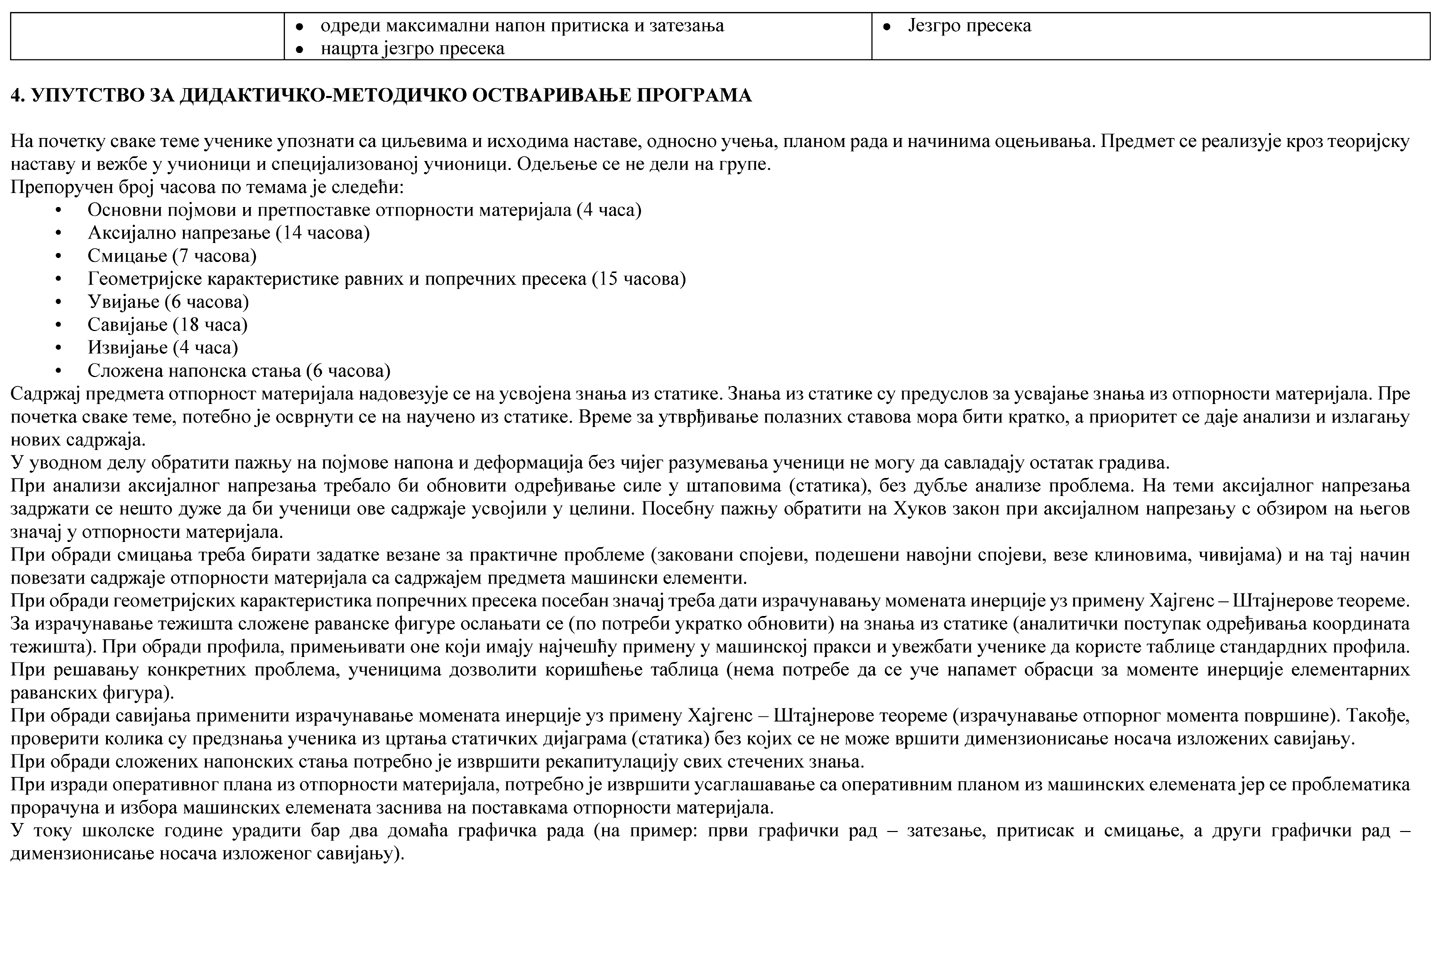 • одреди максимални напон притиска и затезања
• нацрта језгро пресека
• Језгро пресека
4. УПУТСТВО ЗА ДИДАКТИЧКО-МЕТОДИЧКО ОСТВАРИВАЊЕ ПРОГРАМА
На почетку сваке теме ученике упознати са циљевима и исходима наставе, односно учења, планом рада и начинима оцењивања. Предмет се реализује кроз теоријску
наставу и вежбе у учионици и специјализованој учионици. Одељење се не дели на групе.
Препоручен број часова по темама је следећи:
• Основни појмови и претпоставке отпорности материјала (4 часа)
• Аксијално напрезање (14 часова)
• Смицање (7 часова)
• Геометријске карактеристике равних и попречних пресека (15 часова)
• Увијање (6 часова)
• Савијање (18 часа)
• Извијање (4 часа)
• Сложена напонска стања (6 часова)
Садржај предмета отпорност материјала надовезује се на усвојена знања из статике. Знања из статике су предуслов за усвајање знања из отпорности материјала. Пре
почетка сваке теме, потебно је осврнути се на научено из статике. Време за утврђивање полазних ставова мора бити кратко, а приоритет се даје анализи и излагању
нових садржаја.
У уводном делу обратити пажњу на појмове напона и деформација без чијег разумевања ученици не могу да савладају остатак градива.
При анализи аксијалног напрезања требало би обновити одређивање силе у штаповима (статика), без дубље анализе проблема. На теми аксијалног напрезања
задржати се нешто дуже да би ученици ове садржаје усвојили у целини. Посебну пажњу обратити на Хуков закон при аксијалном напрезању с обзиром на његов
значај у отпорности материјала.
При обради смицања треба бирати задатке везане за практичне проблеме (заковани спојеви, подешени навојни спојеви, везе клиновима, чивијама) и на тај начин
повезати садржаје отпорности материјала са садржајем предмета машински елементи.
При обради геометријских карактеристика попречних пресека посебан значај треба дати израчунавању момената инерције уз примену Хајгенс – Штајнерове теореме.
За израчунавање тежишта сложене раванске фигуре ослањати се (по потреби укратко обновити) на знања из статике (аналитички поступак одређивања координата
тежишта). При обради профила, примењивати оне који имају најчешћу примену у машинској пракси и увежбати ученике да користе таблице стандардних профила.
При решавању конкретних проблема, ученицима дозволити коришћење таблица (нема потребе да се уче напамет обрасци за моменте инерције елементарних
раванских фигура).
При обради савијања применити израчунавање момената инерције уз примену Хајгенс – Штајнерове теореме (израчунавање отпорног момента површине). Такође,
проверити колика су предзнања ученика из цртања статичких дијаграма (статика) без којих се не може вршити димензионисање носача изложених савијању.
При обради сложених напонских стања потребно је извршити рекапитулацију свих стечених знања.
При изради оперативног плана из отпорности материјала, потребно је извршити усаглашавање са оперативним планом из машинских елемената јер се проблематика
прорачуна и избора машинских елемената заснива на поставкама отпорности материјала.
У току школске године урадити бар два домаћа графичка рада (на пример: први графички рад – затезање, притисак и смицање, а други графички рад –
димензионисање носача изложеног савијању).